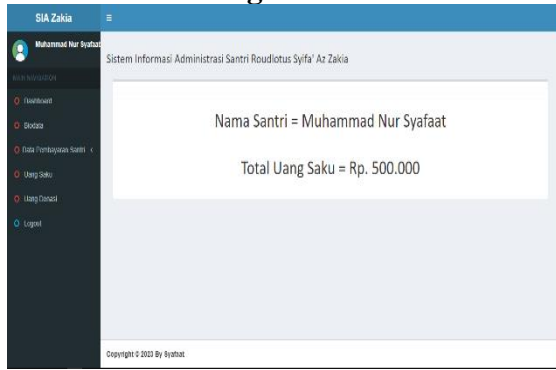 SIA Zakia
Muhammad Nur Syafaat
MAIN NAVIGATION
Dashboard
Biodata
Data Pembayaran Santri <
Uang Saku
Uang Donasi
Logout
Sistem Informasi Administrasi Santri Roudlotus Syifa' Az Zakia
Nama Santri = Muhammad Nur Syafaat
Total Uang Saku = Rp. 500.000
Copyright © 2023 By Syafaat